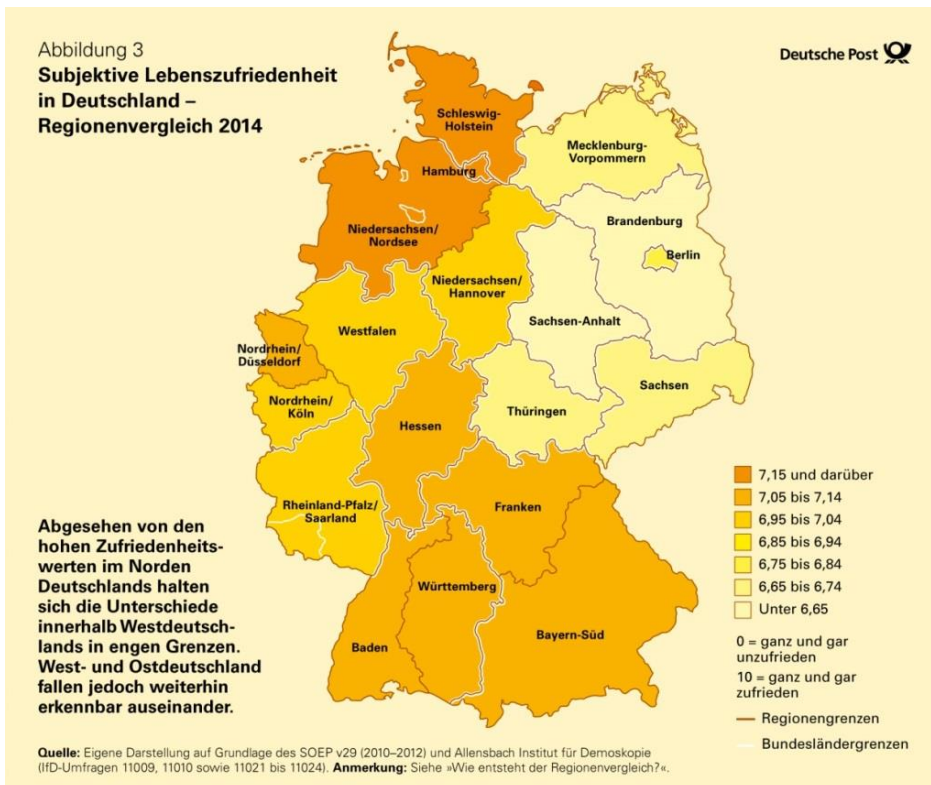 Abbildung 3
Subjektive Lebenszufriedenheit
in Deutschland –
Regionenvergleich 2014
Deutsche Post
Schleswig-
Holstein
Mecklenburg-
Vorpommern
Hamburg
Brandenburg
Niedersachsen/
Nordsee
Berlin
Niedersachsen/
Hannover
Sachsen-Anhalt
Westfalen
Nordrhein/
Düsseldorf
Sachsen
Nordrhein/
Köln
Thüringen
Hessen
Rheinland-Pfalz/
Saarland
Franken
Württemberg
Bayern-Süd
Baden
Abgesehen von den
hohen Zufriedenheits-
werten im Norden
Deutschlands halten
sich die Unterschiede
innerhalb Westdeutsch-
lands in engen Grenzen.
West- und Ostdeutschland
fallen jedoch weiterhin
erkennbar auseinander.
7,15 und darüber
7,05 bis 7,14
6,95 bis 7,04
6,85 bis 6,94
6,75 bis 6,84
6,65 bis 6,74
Unter 6,65
0 = ganz und gar
unzufrieden
10 = ganz und gar
zufrieden
Regionengrenzen
Bundesländergrenzen
Quelle: Eigene Darstellung auf Grundlage des SOEP v29 (2010–2012) und Allensbach Institut für Demoskopie
(IfD-Umfragen 11009, 11010 sowie 11021 bis 11024). Anmerkung: Siehe »Wie entsteht der Regionenvergleich?«.